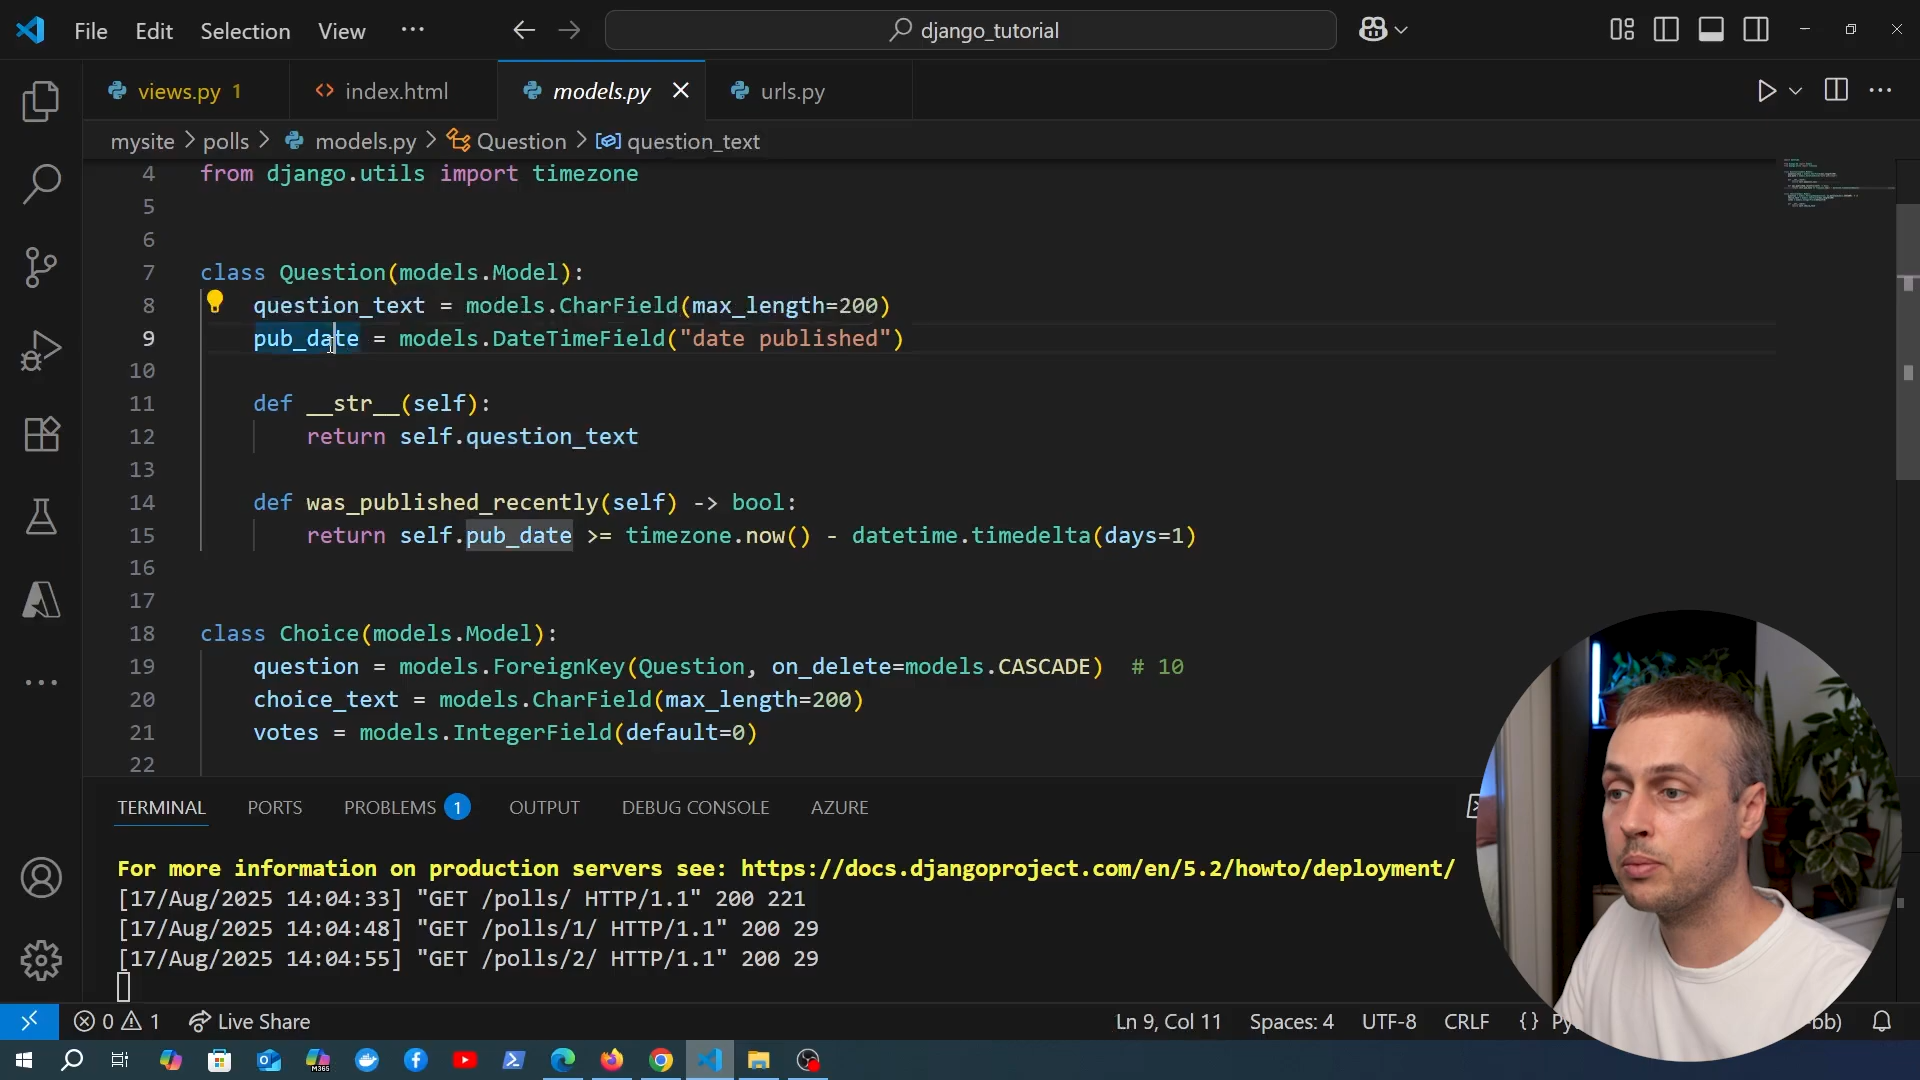 File Edit Selection View ··· django_tutorial
views.py 1 index.html models.py urls.py
mysite > polls > models.py > Question > question_text
4 from django.utils import timezone
5
6
7 class Question(models.Model):
8 question_text = models.CharField(max_length=200)
9 pub_date = models.DateTimeField("date published")
10
11 def __str__(self):
12 return self.question_text
13
14 def was_published_recently(self) -> bool:
15 return self.pub_date >= timezone.now() - datetime.timedelta(days=1)
16
17
18 class Choice(models.Model):
19 question = models.ForeignKey(Question, on_delete=models.CASCADE)  # 10
20 choice_text = models.CharField(max_length=200)
21 votes = models.IntegerField(default=0)
22
TERMINAL PORTS PROBLEMS 1 OUTPUT DEBUG CONSOLE AZURE
For more information on production servers see: https://docs.djangoproject.com/en/5.2/howto/deployment/
[17/Aug/2025 14:04:33] "GET /polls/ HTTP/1.1" 200 221
[17/Aug/2025 14:04:48] "GET /polls/1/ HTTP/1.1" 200 29
[17/Aug/2025 14:04:55] "GET /polls/2/ HTTP/1.1" 200 29
0 1 Live Share Ln 9, Col 11 Spaces: 4 UTF-8 CRLF {} bb)
M365